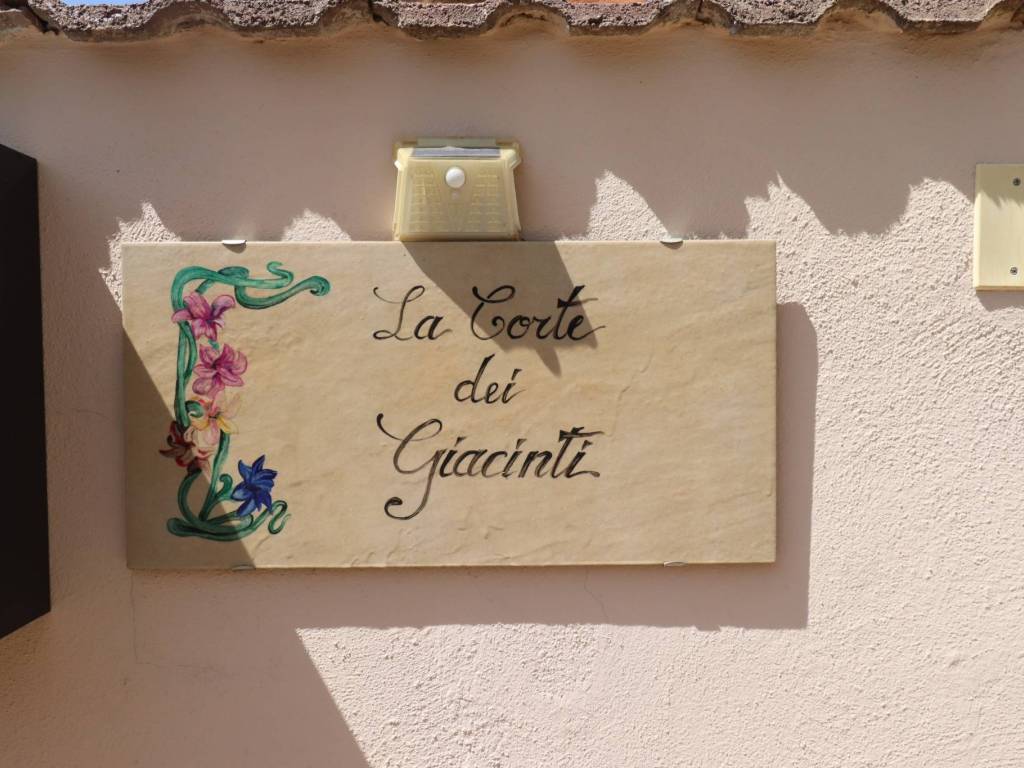 La Corte
dei
Giacinti